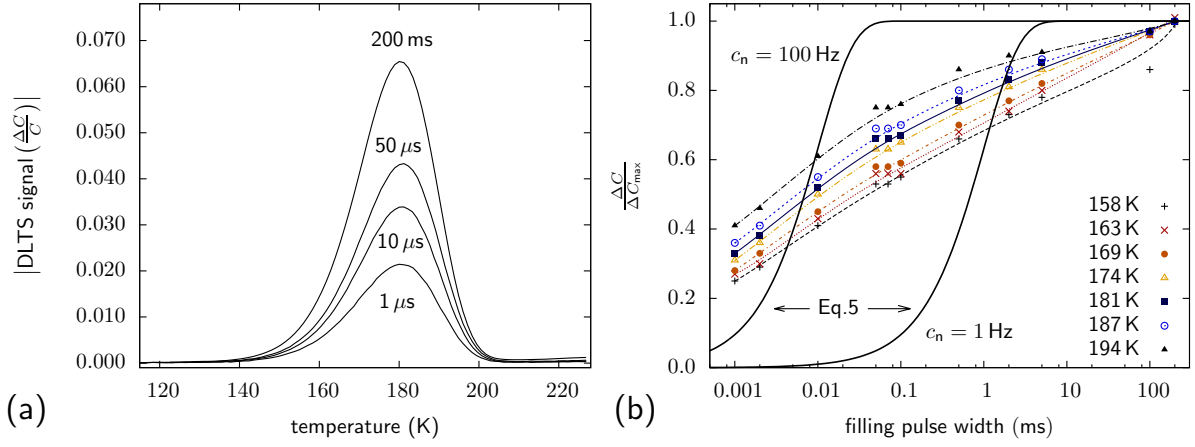 0.070
0.060
0.050
0.040
0.030
0.020
0.010
0.000
|DLTS signal (ΔC/C)|
200 ms
50 μs
10 μs
1 μs
120 140 160 180 200 220
temperature (K)
(a)
1.0
0.8
0.6
0.4
0.2
0.0
ΔC/ΔCmax
cn = 100 Hz
Eq.5
cn = 1 Hz
158 K
163 K
169 K
174 K
181 K
187 K
194 K
0.001 0.01 0.1 1 10 100
filling pulse width (ms)
(b)